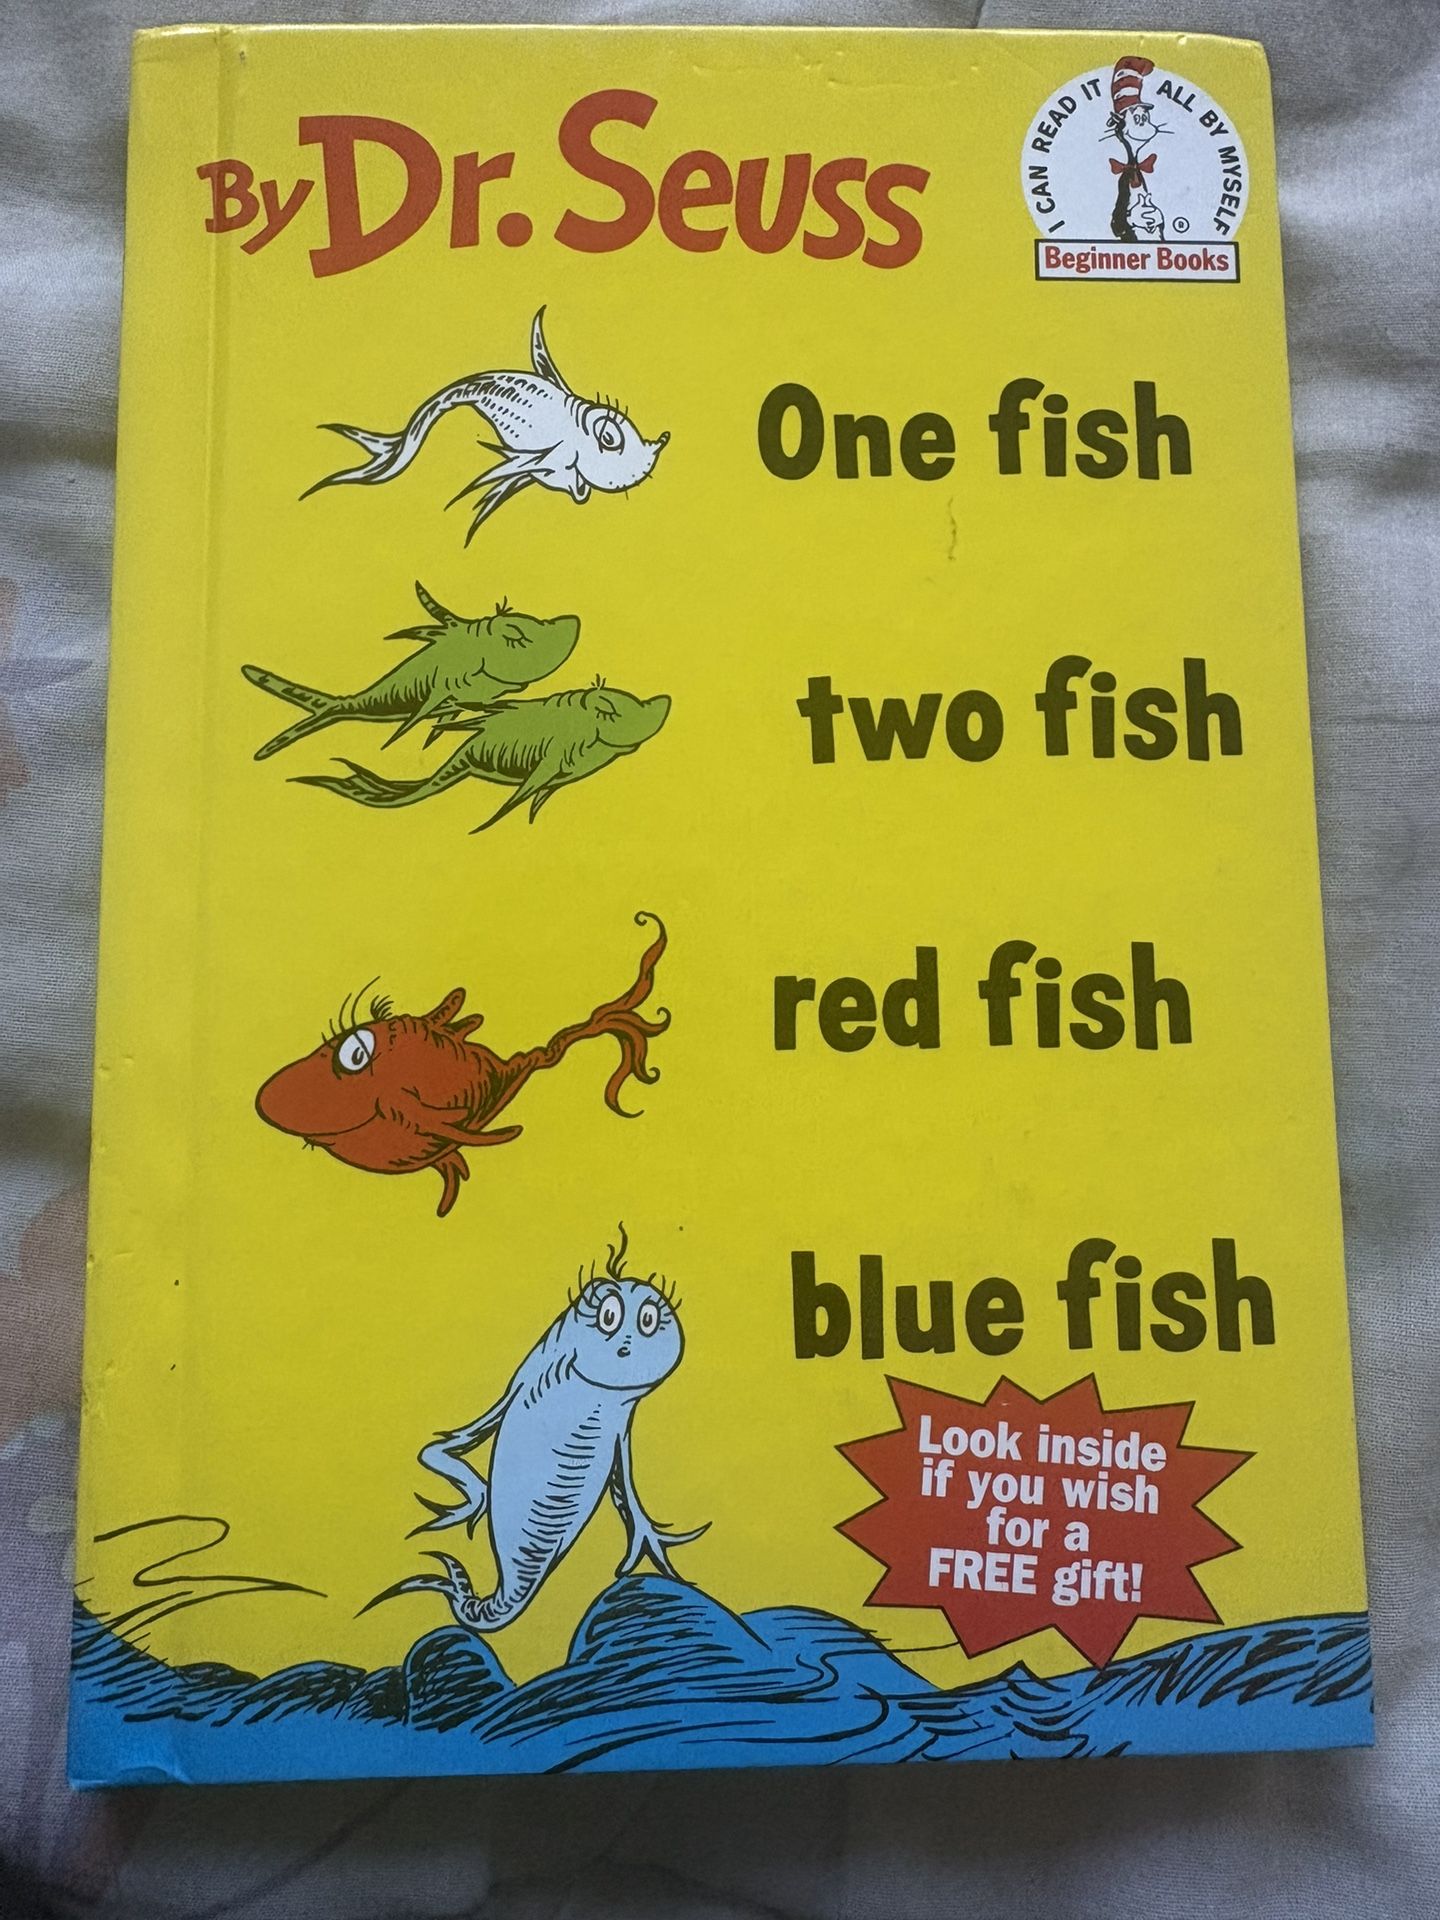 By Dr. Seuss
I CAN READ IT ALL BY MYSELF
®
Beginner Books
One fish
two fish
red fish
blue fish
Look inside
if you wish
for a
FREE gift!